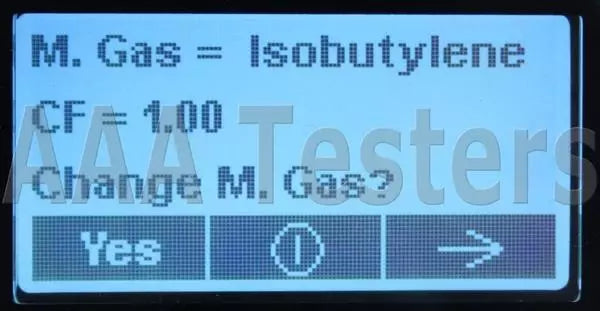 M. Gas = Isobutylene
CF = 1.00
AAA Testers
Change M. Gas?
Yes